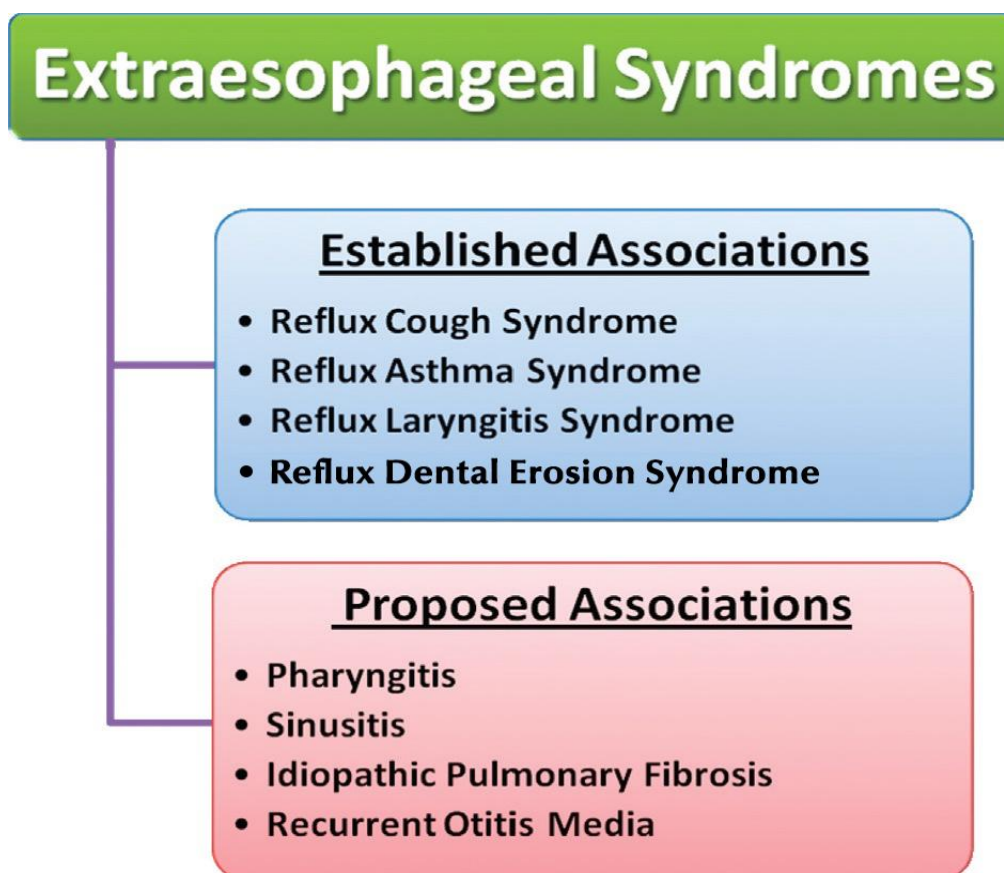 Extraesophageal Syndromes
Established Associations
• Reflux Cough Syndrome
• Reflux Asthma Syndrome
• Reflux Laryngitis Syndrome
• Reflux Dental Erosion Syndrome
Proposed Associations
• Pharyngitis
• Sinusitis
• Idiopathic Pulmonary Fibrosis
• Recurrent Otitis Media